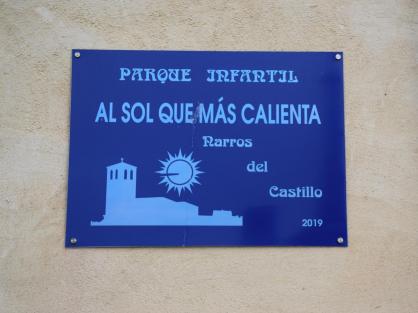 PARQUE INFANTIL
AL SOL QUE MÁS CALIENTA
Narros
del
Castillo
2019